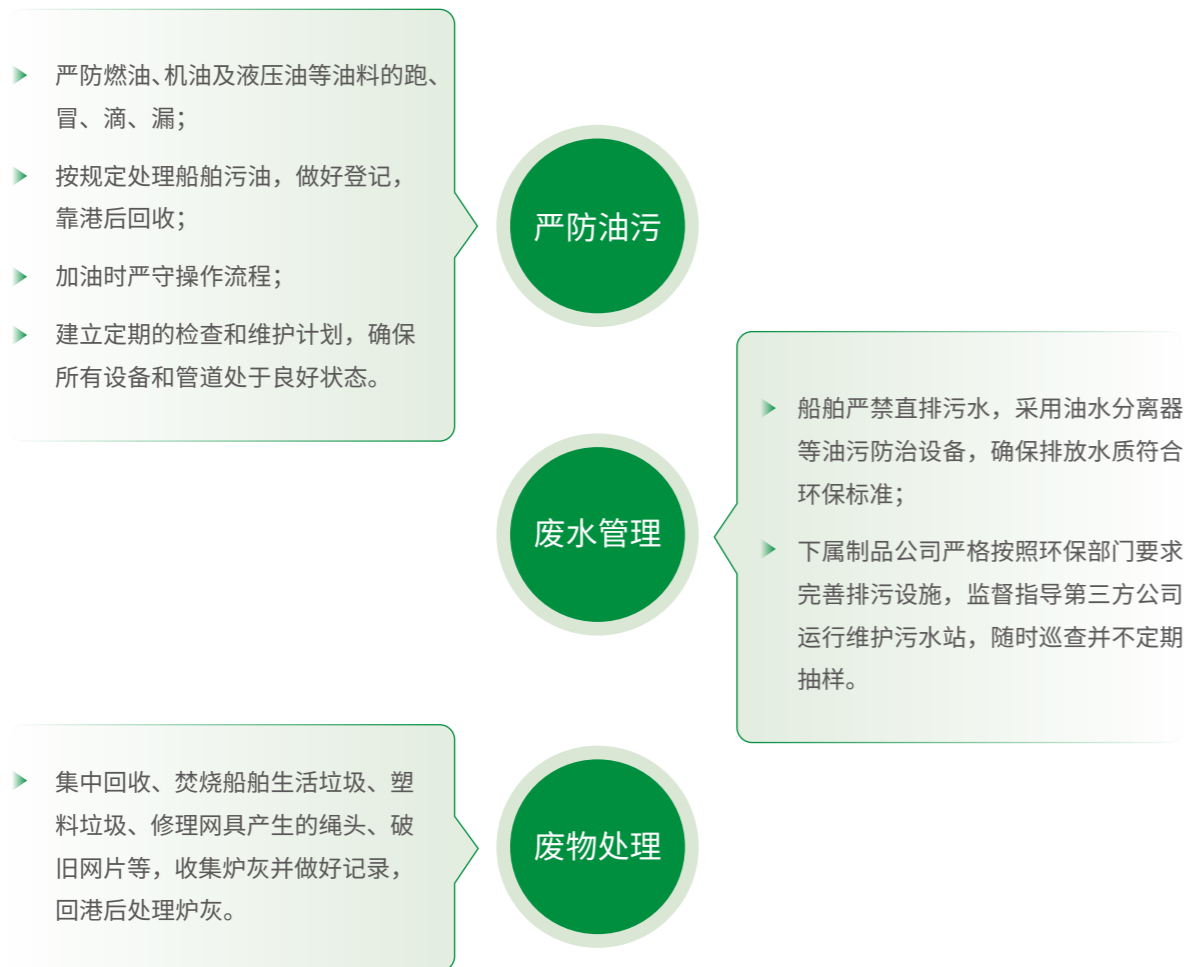 严防燃油、机油及液压油等油料的跑、
冒、滴、漏；
按规定处理船舶污油，做好登记，
靠港后回收；
加油时严守操作流程；
建立定期的检查和维护计划，确保
所有设备和管道处于良好状态。
严防油污
废水管理
船舶严禁直排污水，采用油水分离器
等油污防治设备，确保排放水质符合
环保标准；
下属制品公司严格按照环保部门要求
完善排污设施，监督指导第三方公司
运行维护污水站，随时巡查并不定期
抽样。
集中回收、焚烧船舶生活垃圾、塑
料垃圾、修理网具产生的绳头、破
旧网片等，收集炉灰并做好记录，
回港后处理炉灰。
废物处理